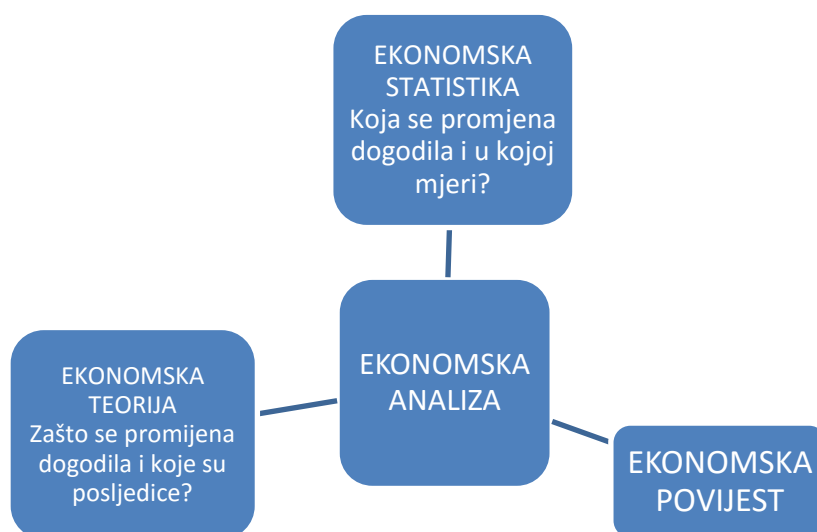 EKONOMSKA
STATISTIKA
Koja se promjena
dogodila i u kojoj
mjeri?
EKONOMSKA
ANALIZA
EKONOMSKA
TEORIJA
Zašto se promijena
dogodila i koje su
posljedice?
EKONOMSKA
POVIJEST